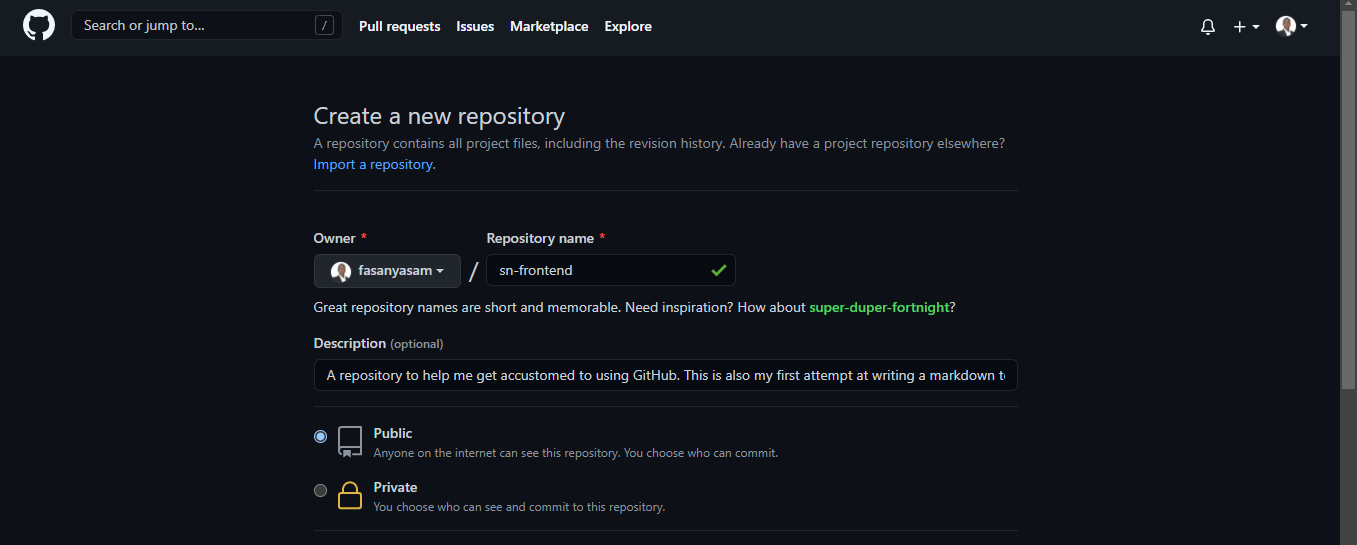 Search or jump to... /
Pull requests Issues Marketplace Explore
Create a new repository
A repository contains all project files, including the revision history. Already have a project repository elsewhere?
Import a repository.
Owner * Repository name *
fasanyasam / sn-frontend
Great repository names are short and memorable. Need inspiration? How about super-duper-fortnight?
Description (optional)
A repository to help me get accustomed to using GitHub. This is also my first attempt at writing a markdown
Public
Anyone on the internet can see this repository. You choose who can commit.
Private
You choose who can see and commit to this repository.